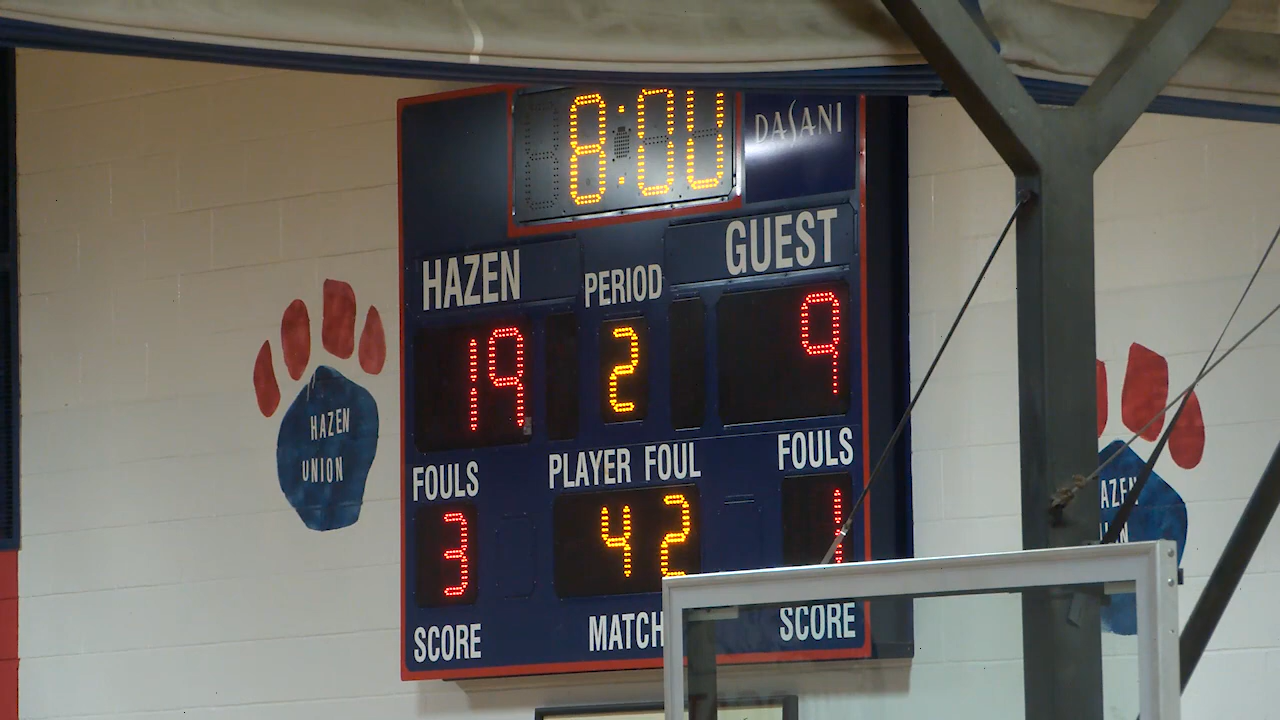 8:00
DASANI
HAZEN
PERIOD
GUEST
19
2
9
FOULS
PLAYER FOUL
FOULS
3
42
1
SCORE
MATCH
SCORE
HAZEN
UNION
HAZEN